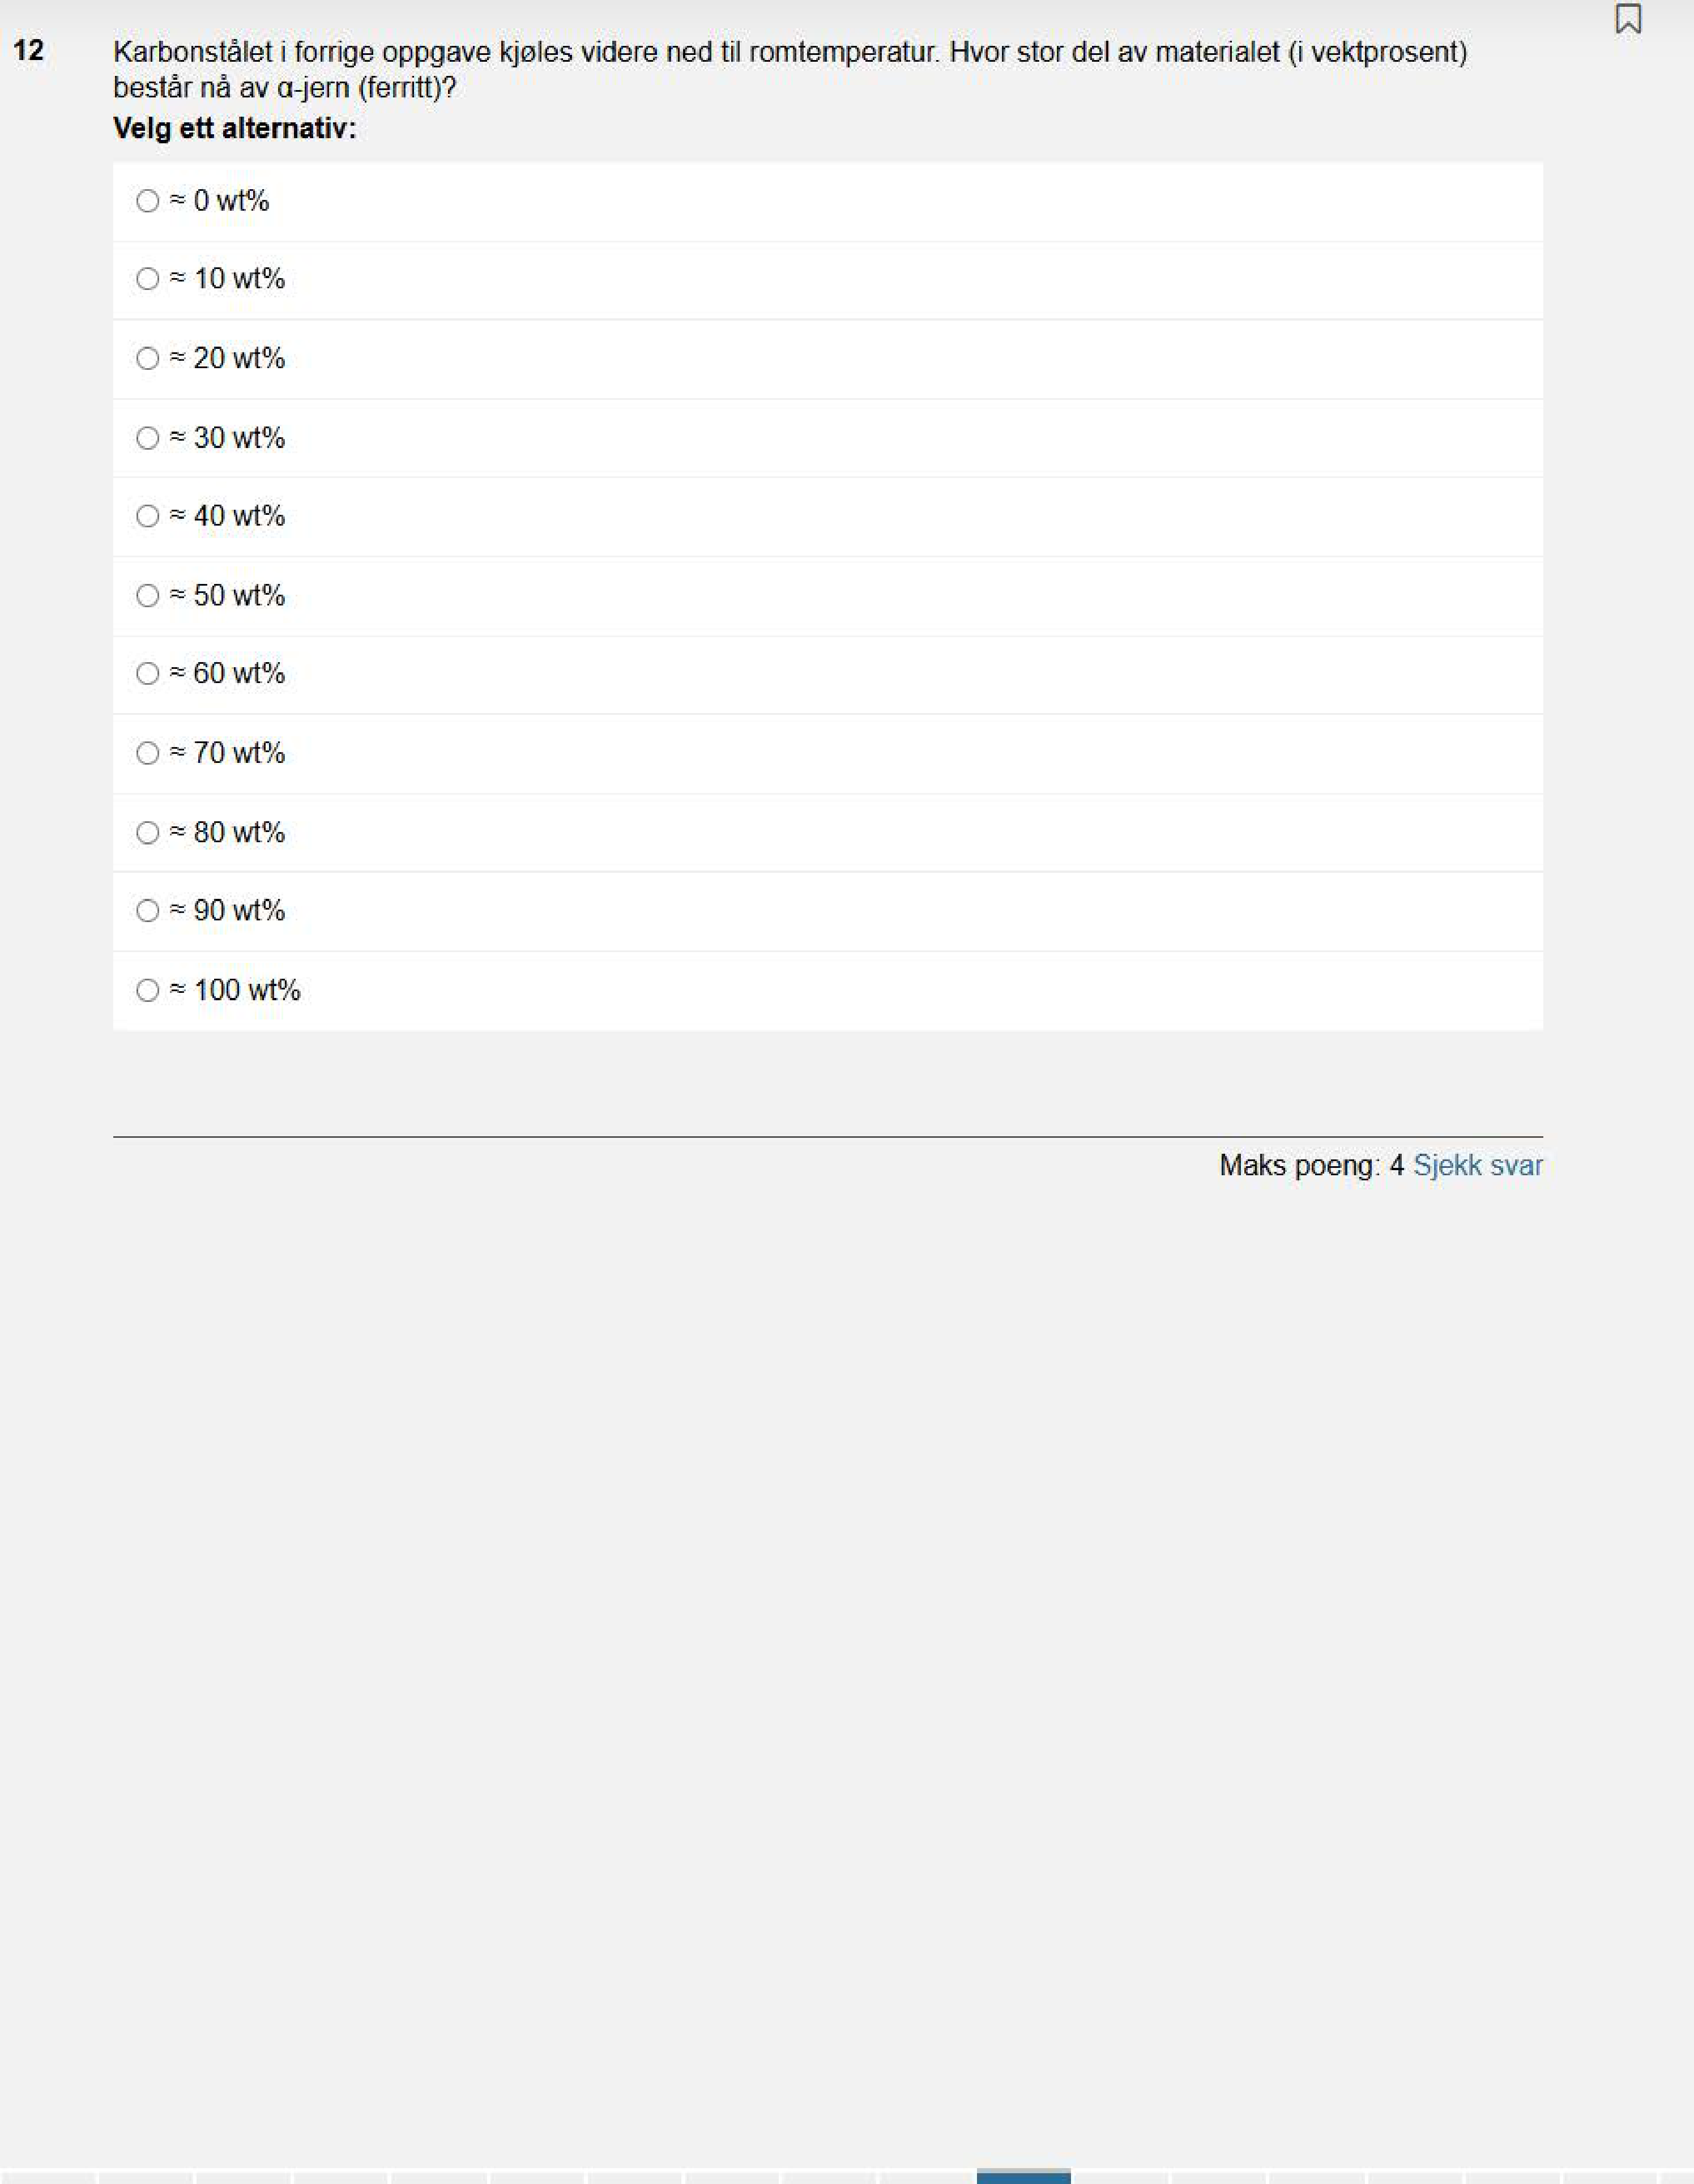 12
Karbonstålet i forrige oppgave kjøles videre ned til romtemperatur. Hvor stor del av materialet (i vektprosent)
består nå av α-jern (ferritt)?
Velg ett alternativ:
≈ 0 wt%
≈ 10 wt%
≈ 20 wt%
≈ 30 wt%
≈ 40 wt%
≈ 50 wt%
≈ 60 wt%
≈ 70 wt%
≈ 80 wt%
≈ 90 wt%
≈ 100 wt%
Maks poeng: 4 Sjekk svar